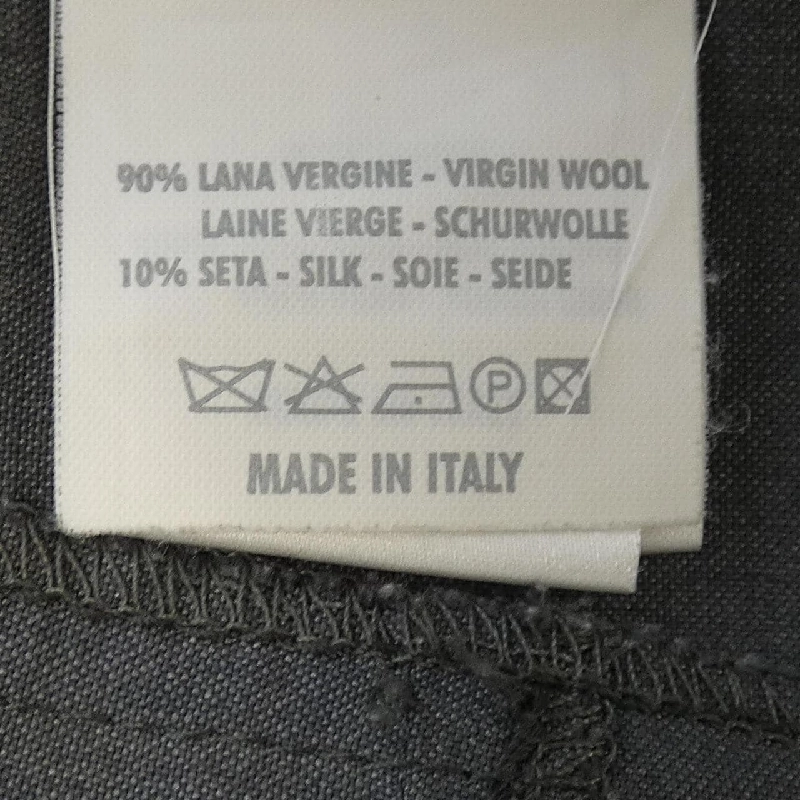 90% LANA VERGINE - VIRGIN WOOL
LAINE VIERGE - SCHURWOLLE
10% SETA - SILK - SOIE - SEIDE
P
MADE IN ITALY